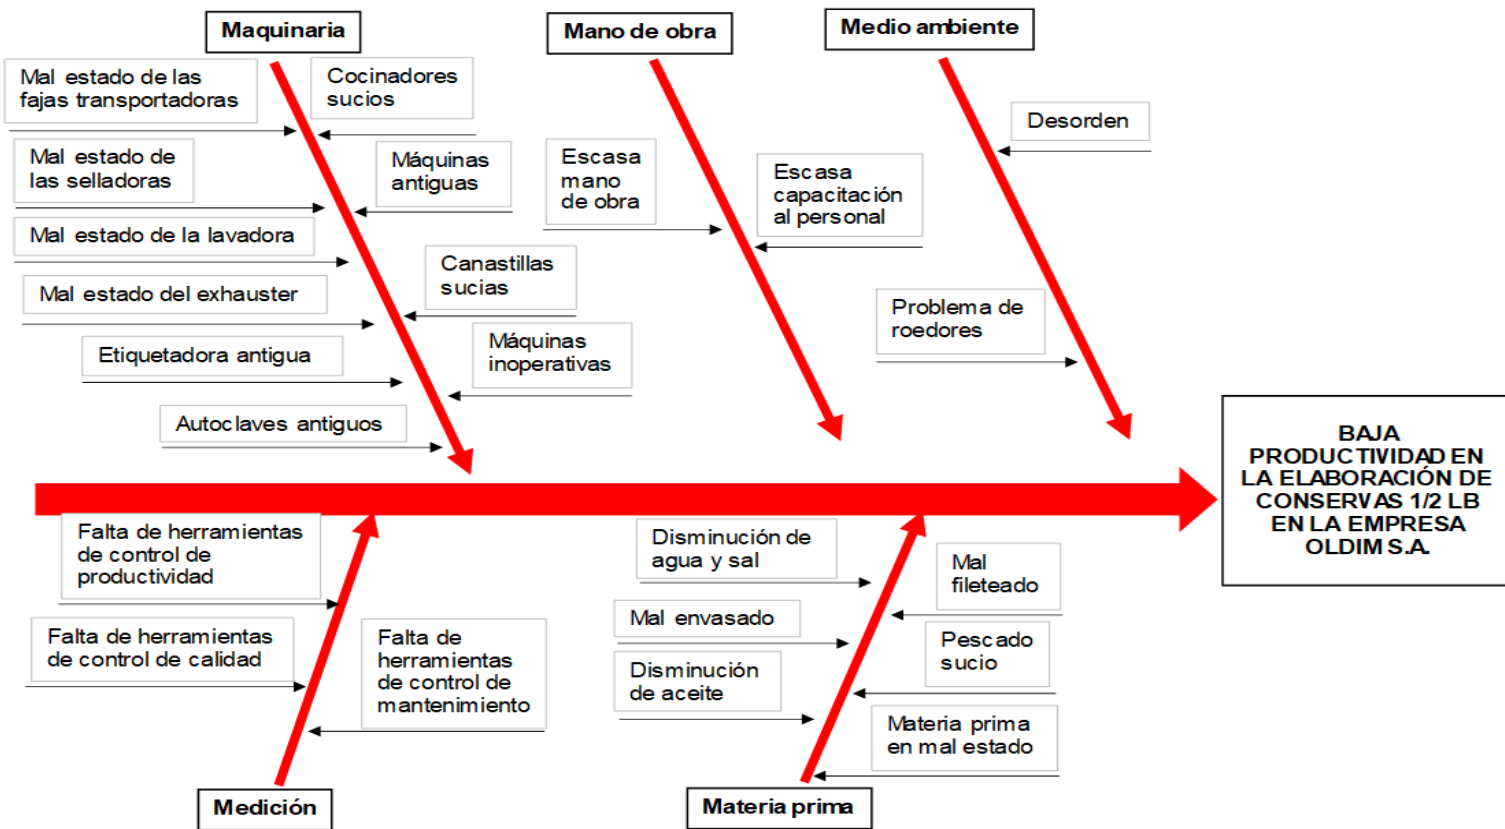 Maquinaria
Mano de obra
Medio ambiente
Mal estado de las
fajas transportadoras
Cocinadores
sucios
Mal estado de
las selladoras
Máquinas
antiguas
Mal estado de la lavadora
Canastillas
sucias
Mal estado del exhauster
Máquinas
inoperativas
Etiquetadora antigua
Autoclaves antiguos
Escasa
mano
de obra
Escasa
capacitación
al personal
Desorden
Problema de
roedores
BAJA
PRODUCTIVIDAD EN
LA ELABORACIÓN DE
CONSERVAS 1/2 LB
EN LA EMPRESA
OLDIM S.A.
Falta de herramientas
de control de
productividad
Falta de herramientas
de control de calidad
Falta de
herramientas
de control de
mantenimiento
Disminución de
agua y sal
Mal
fileteado
Mal envasado
Pescado
sucio
Disminución
de aceite
Materia prima
en mal estado
Medición
Materia prima